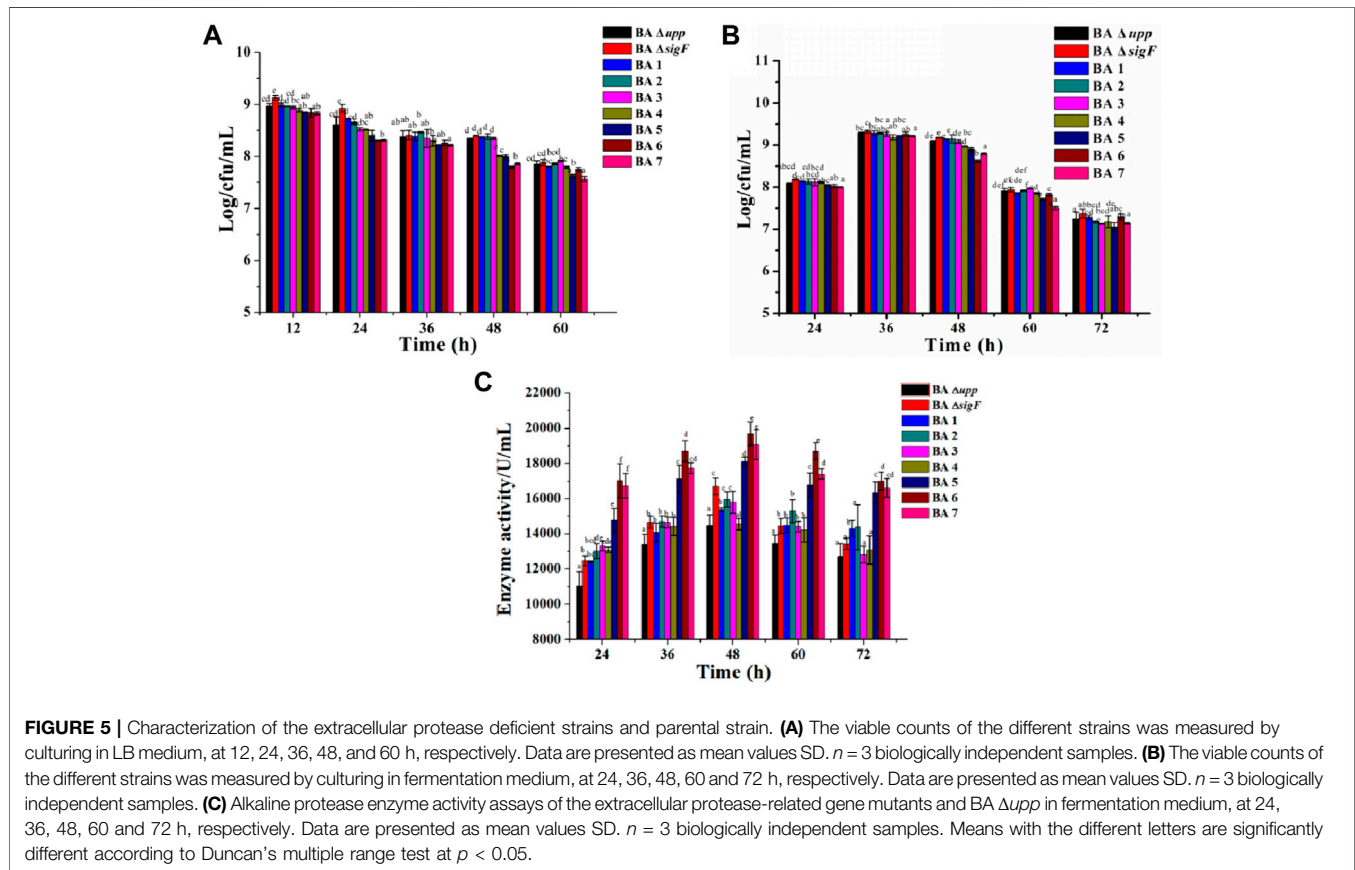 A
BA Δupp
BA ΔsigF
BA 1
BA 2
BA 3
BA 4
BA 5
BA 6
BA 7
Log/cfu/mL
10
9
8
7
6
5
12
24
36
48
60
Time (h)
B
BA Δupp
BA ΔsigF
BA 1
BA 2
BA 3
BA 4
BA 5
BA 6
BA 7
Log/cfu/mL
11
10
9
8
7
6
5
24
36
48
60
72
Time (h)
C
BA Δupp
BA ΔsigF
BA 1
BA 2
BA 3
BA 4
BA 5
BA 6
BA 7
Enzyme activity/U/mL
22000
20000
18000
16000
14000
12000
10000
8000
24
36
48
60
72
Time (h)
FIGURE 5 | Characterization of the extracellular protease deficient strains and parental strain. (A) The viable counts of the different strains was measured by
culturing in LB medium, at 12, 24, 36, 48, and 60 h, respectively. Data are presented as mean values SD. n = 3 biologically independent samples. (B) The viable counts of
the different strains was measured by culturing in fermentation medium, at 24, 36, 48, 60 and 72 h, respectively. Data are presented as mean values SD. n = 3 biologically
independent samples. (C) Alkaline protease enzyme activity assays of the extracellular protease-related gene mutants and BA Δupp in fermentation medium, at 24,
36, 48, 60 and 72 h, respectively. Data are presented as mean values SD. n = 3 biologically independent samples. Means with the different letters are significantly
different according to Duncan's multiple range test at p < 0.05.